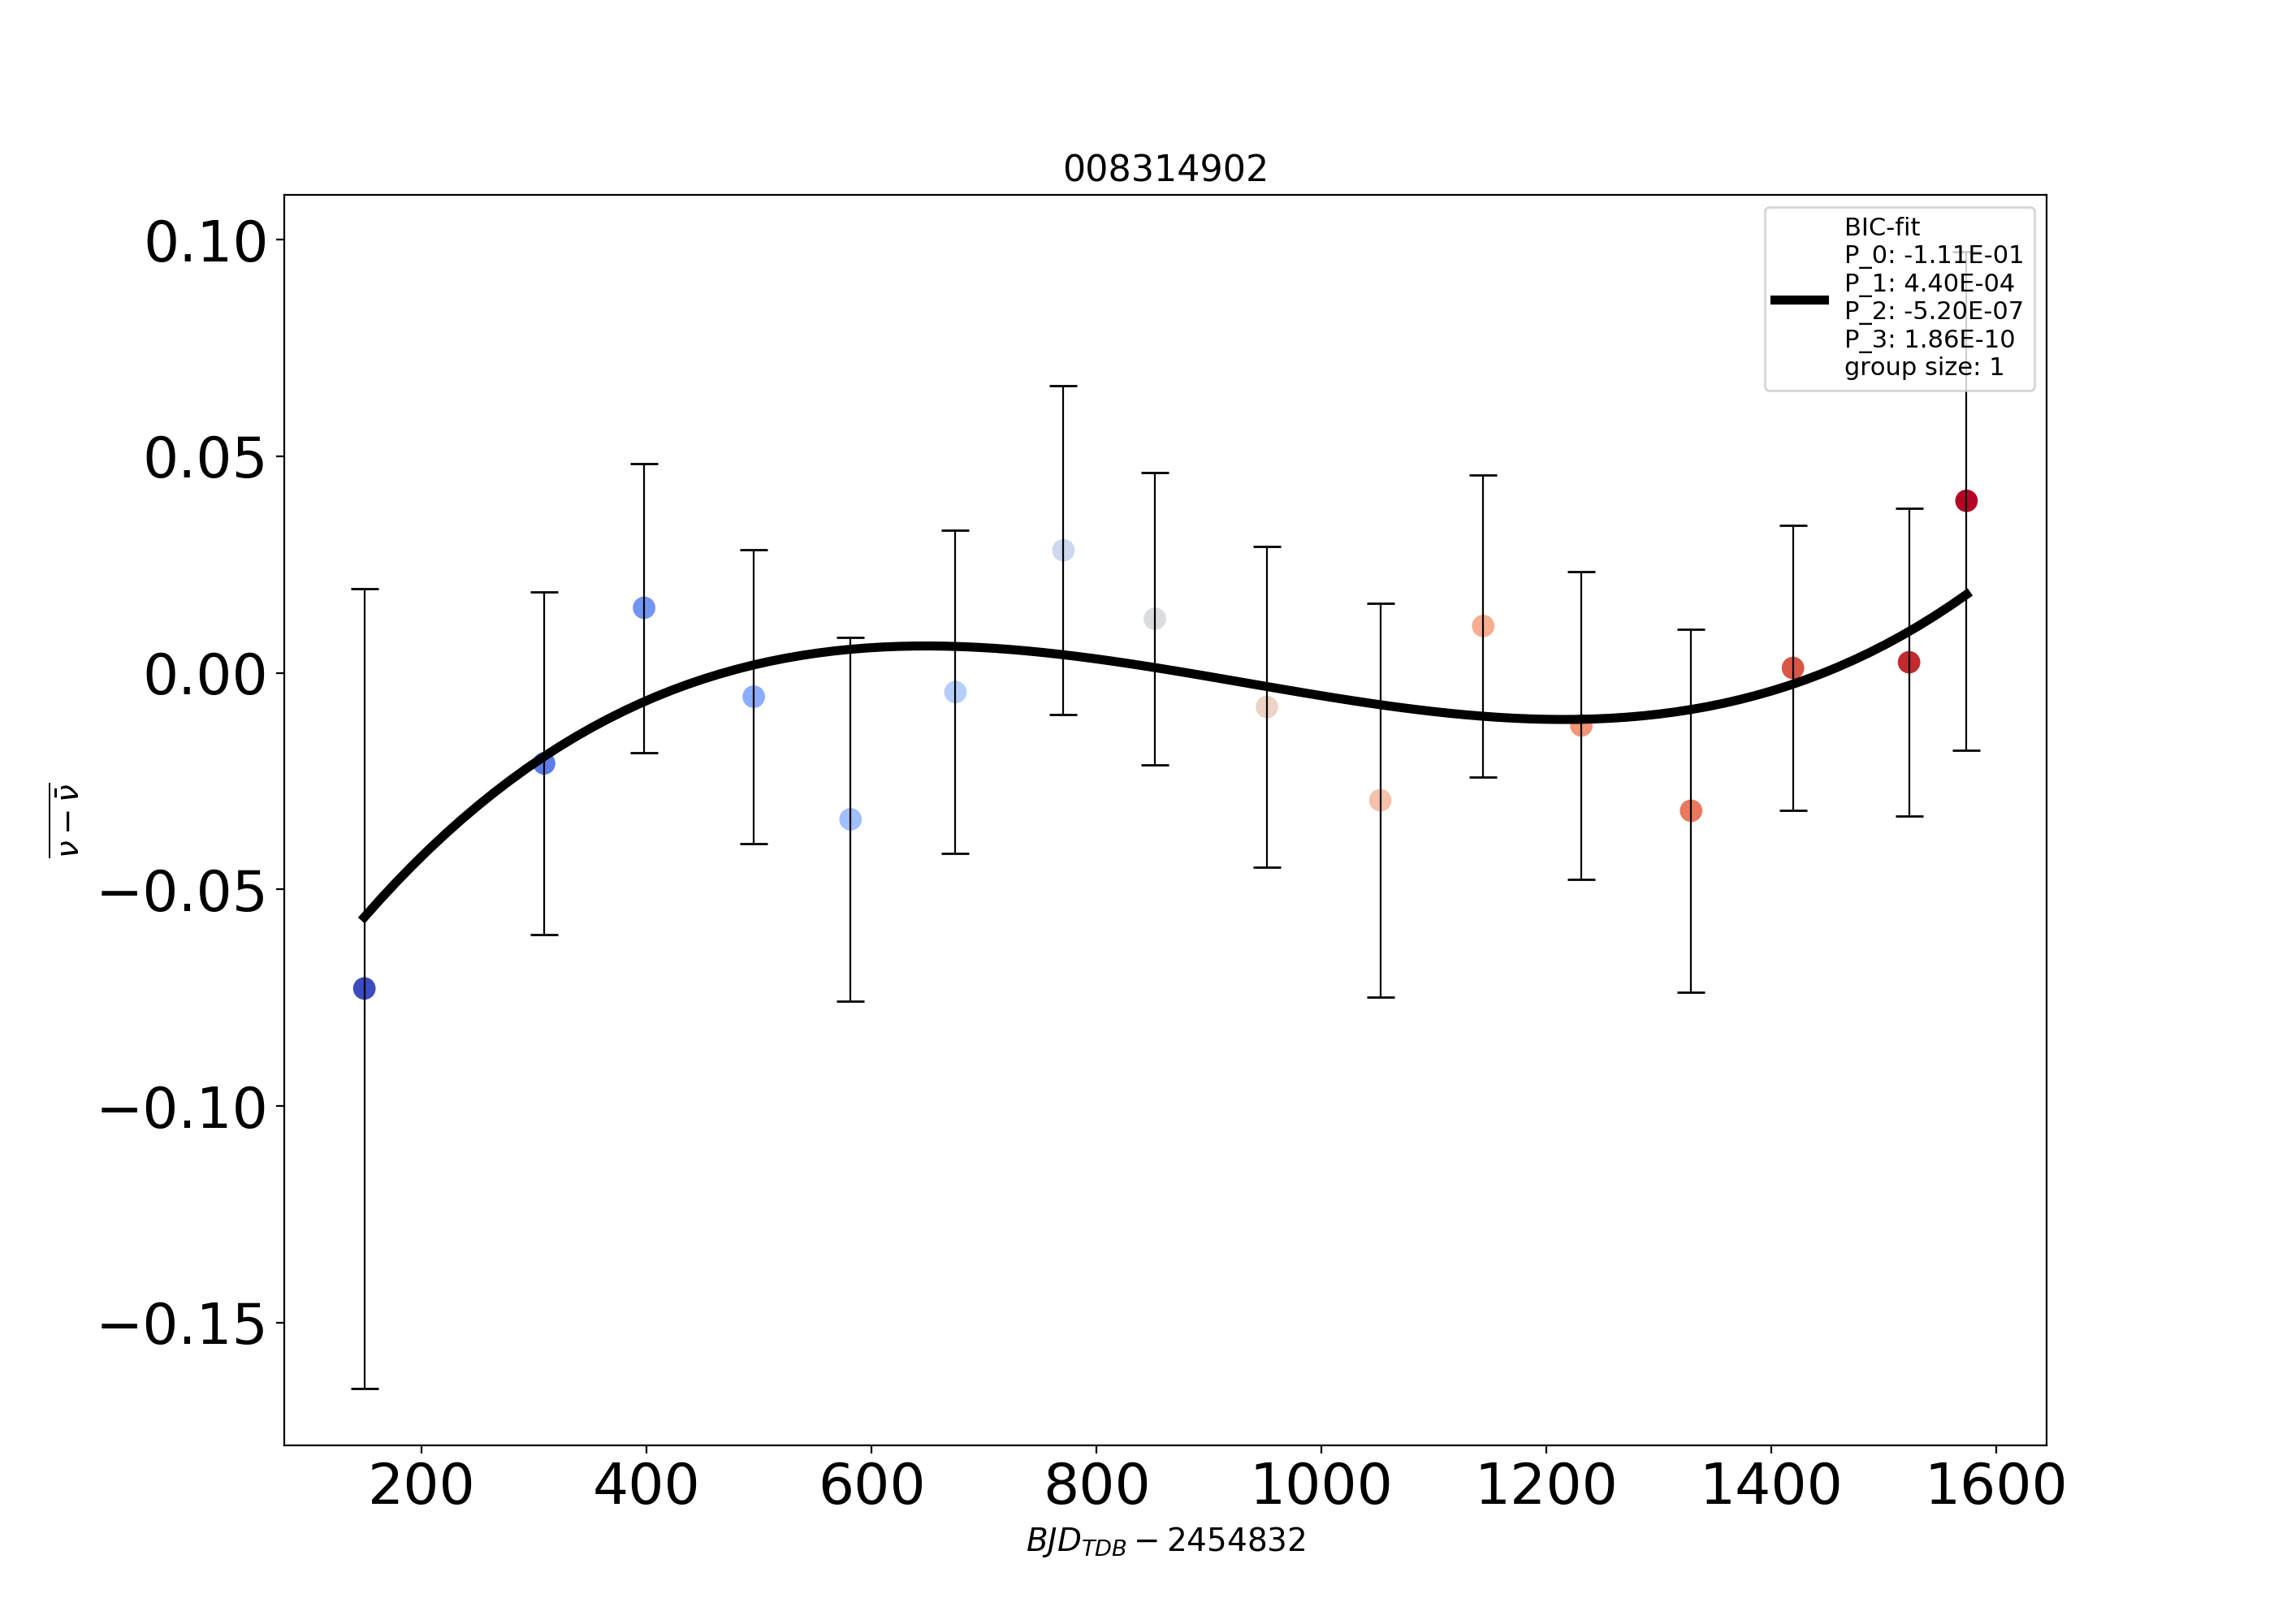 008314902
BIC-fit
P_0: -1.11E-01
P_1: 4.40E-04
P_2: -5.20E-07
P_3: 1.86E-10
group size: 1
0.10
0.05
0.00
−0.05
−0.10
−0.15
ν − ν̄
200 400 600 800 1000 1200 1400 1600
BJD_TDB − 2454832